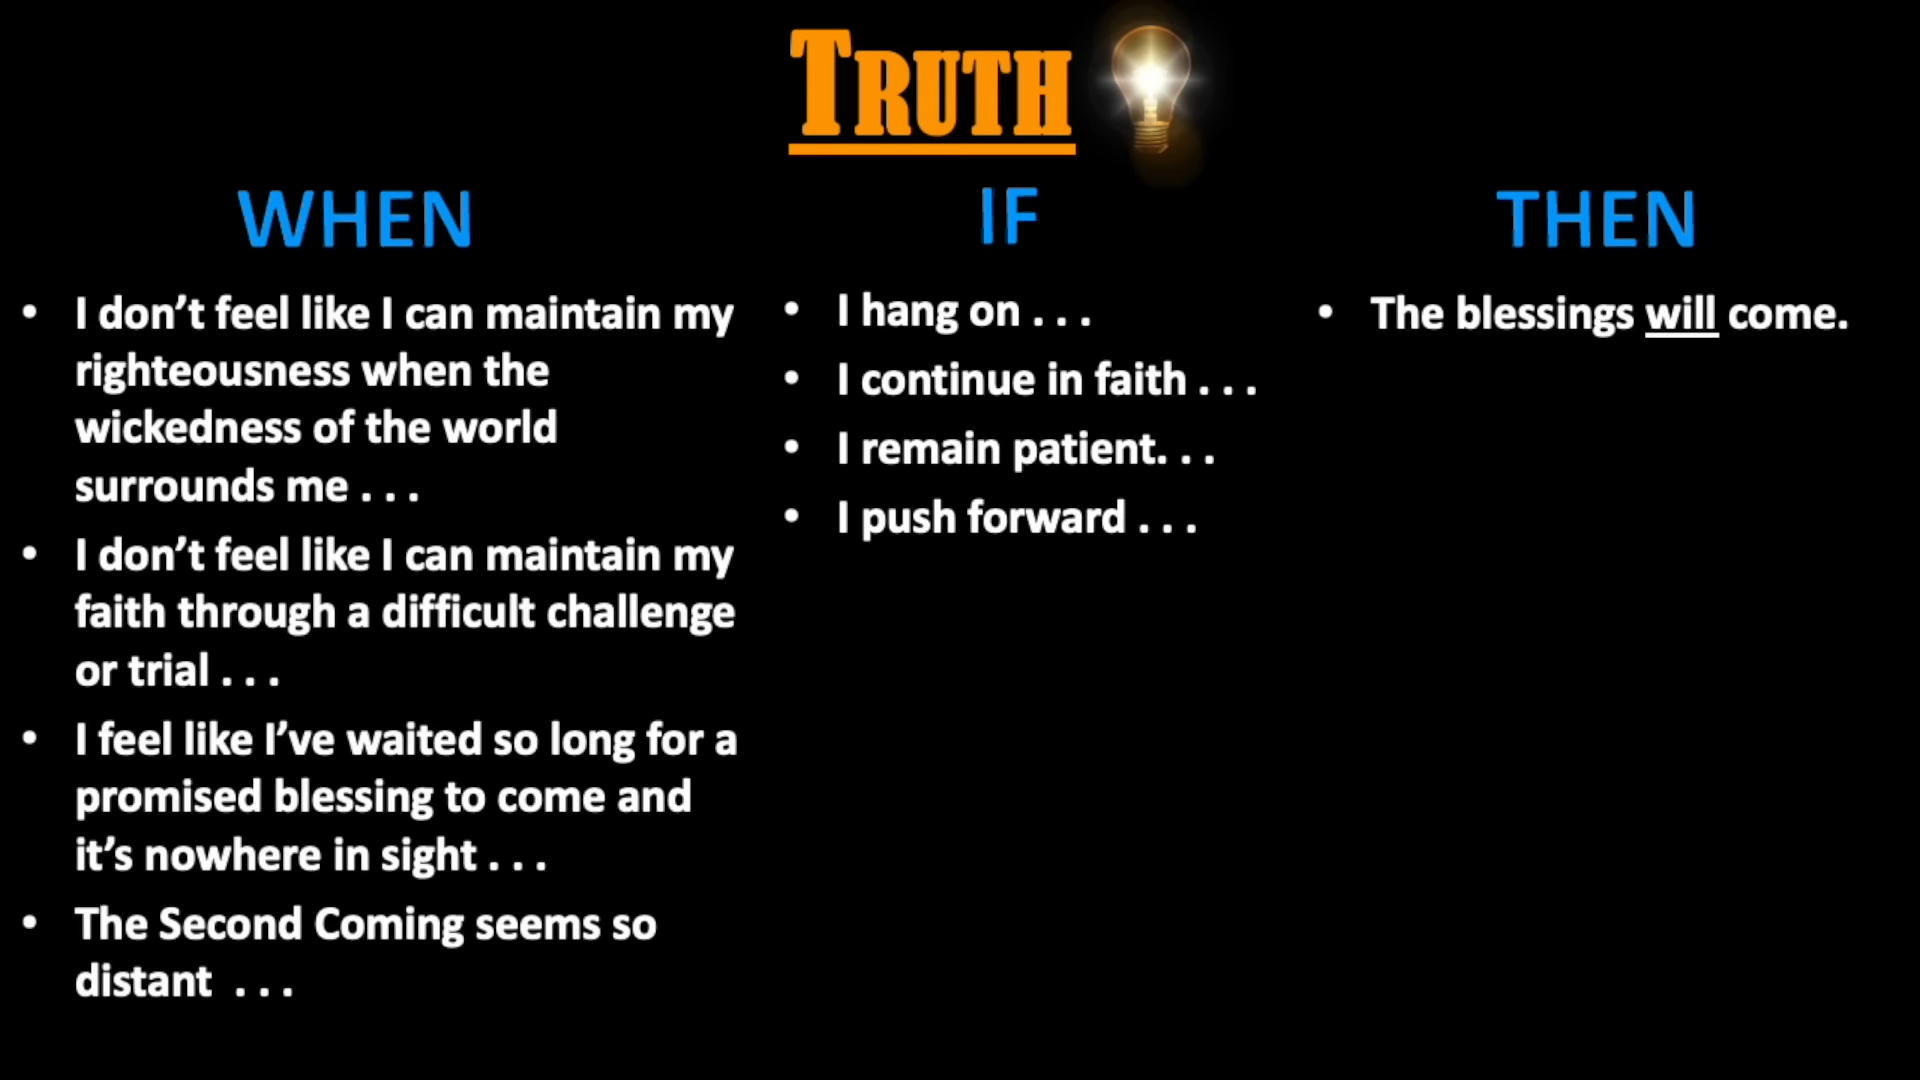 TRUTH
WHEN
I don’t feel like I can maintain my
righteousness when the
wickedness of the world
surrounds me . . .
I don’t feel like I can maintain my
faith through a difficult challenge
or trial . . .
I feel like I’ve waited so long for a
promised blessing to come and
it’s nowhere in sight . . .
The Second Coming seems so
distant  . . .
IF
I hang on . . .
I continue in faith . . .
I remain patient. . .
I push forward . . .
THEN
The blessings will come.